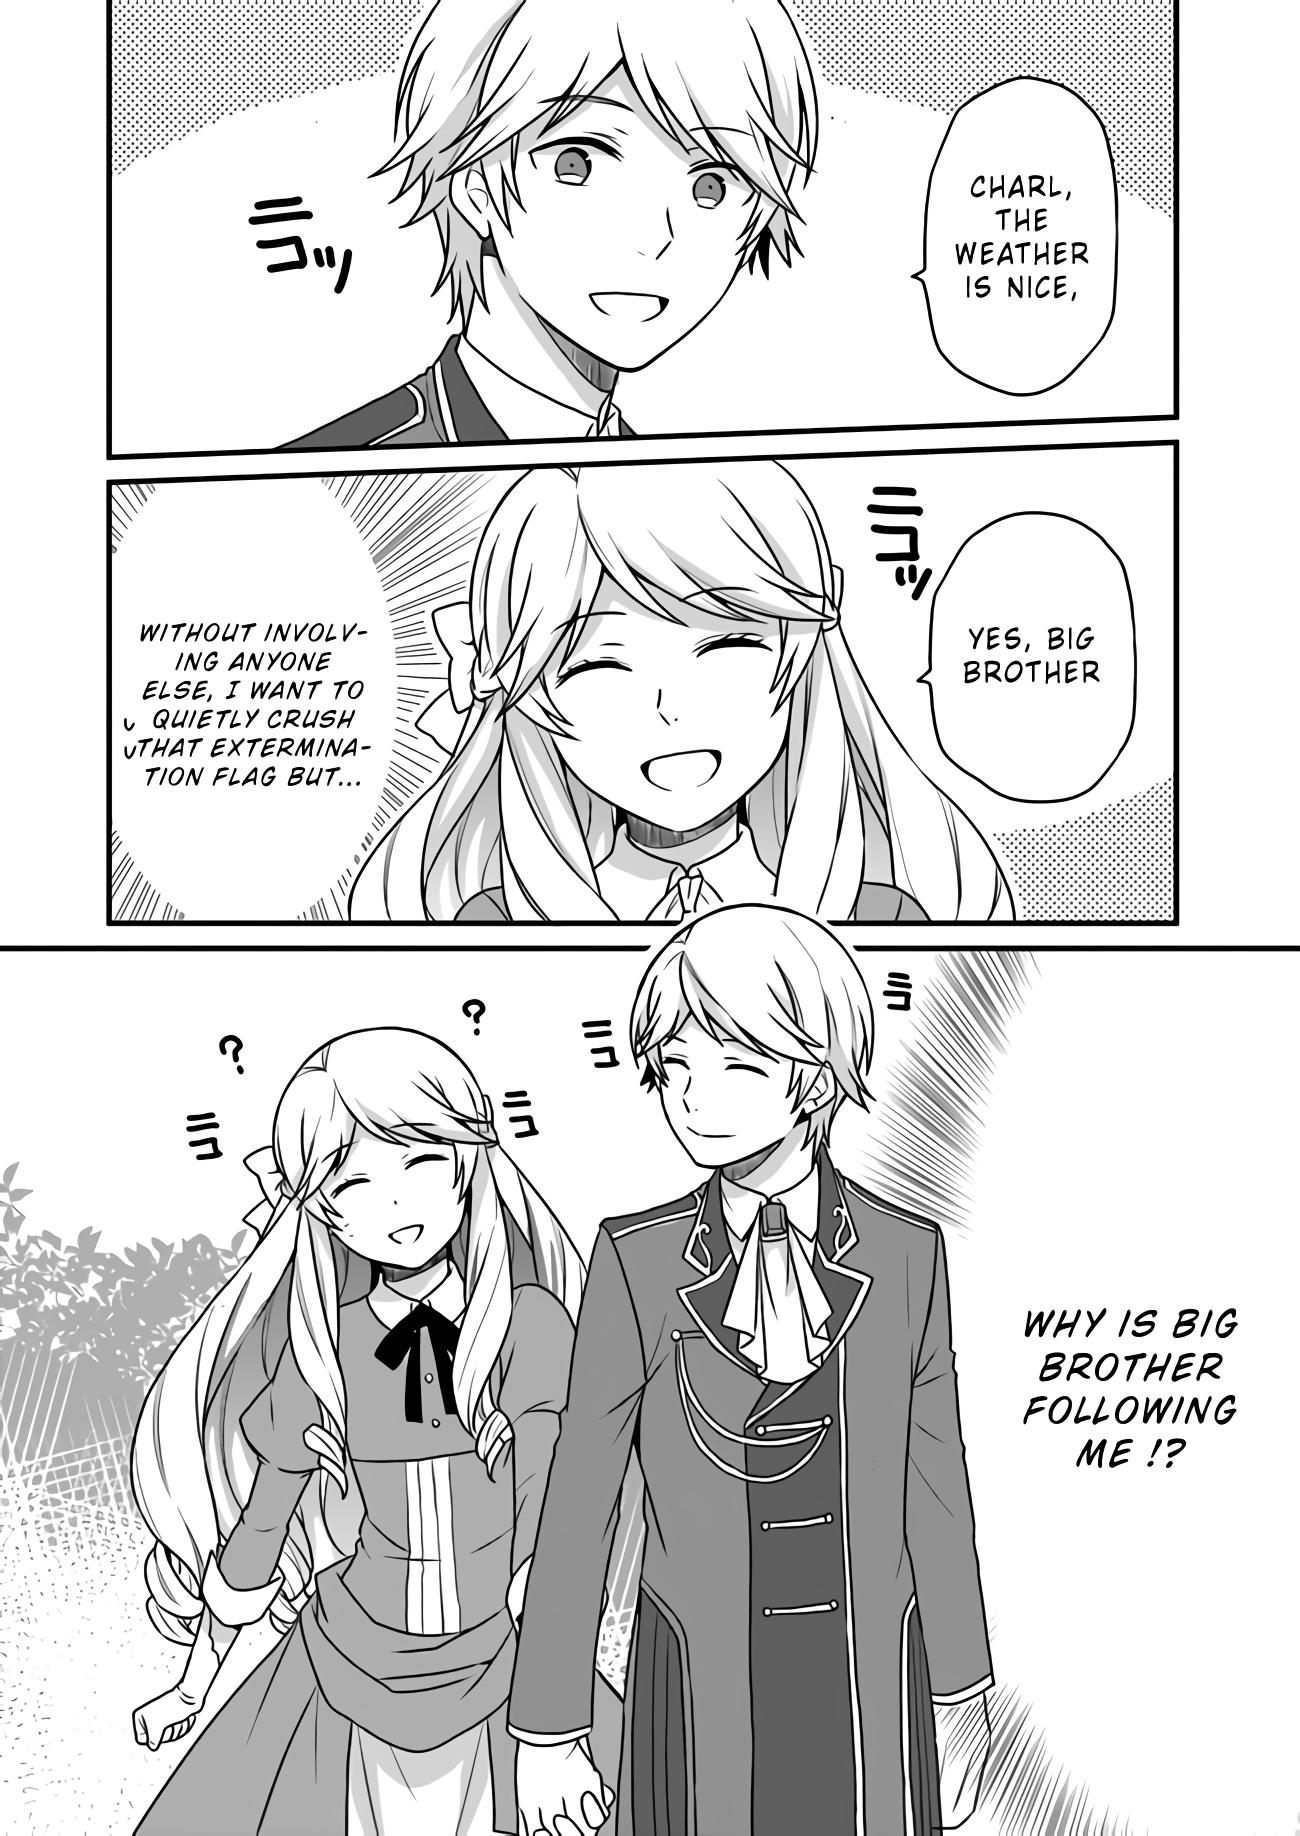 CHARL,
THE
WEATHER
IS NICE,
ニコッ
YES, BIG
BROTHER
ニコッ
WITHOUT INVOLV-
ING ANYONE
ELSE, I WANT TO
QUIETLY CRUSH
THAT EXTERMINA-
TION FLAG BUT...
ニコ
ニコ
?
?
ニコ
ニコ
WHY IS BIG
BROTHER
FOLLOWING
ME !?